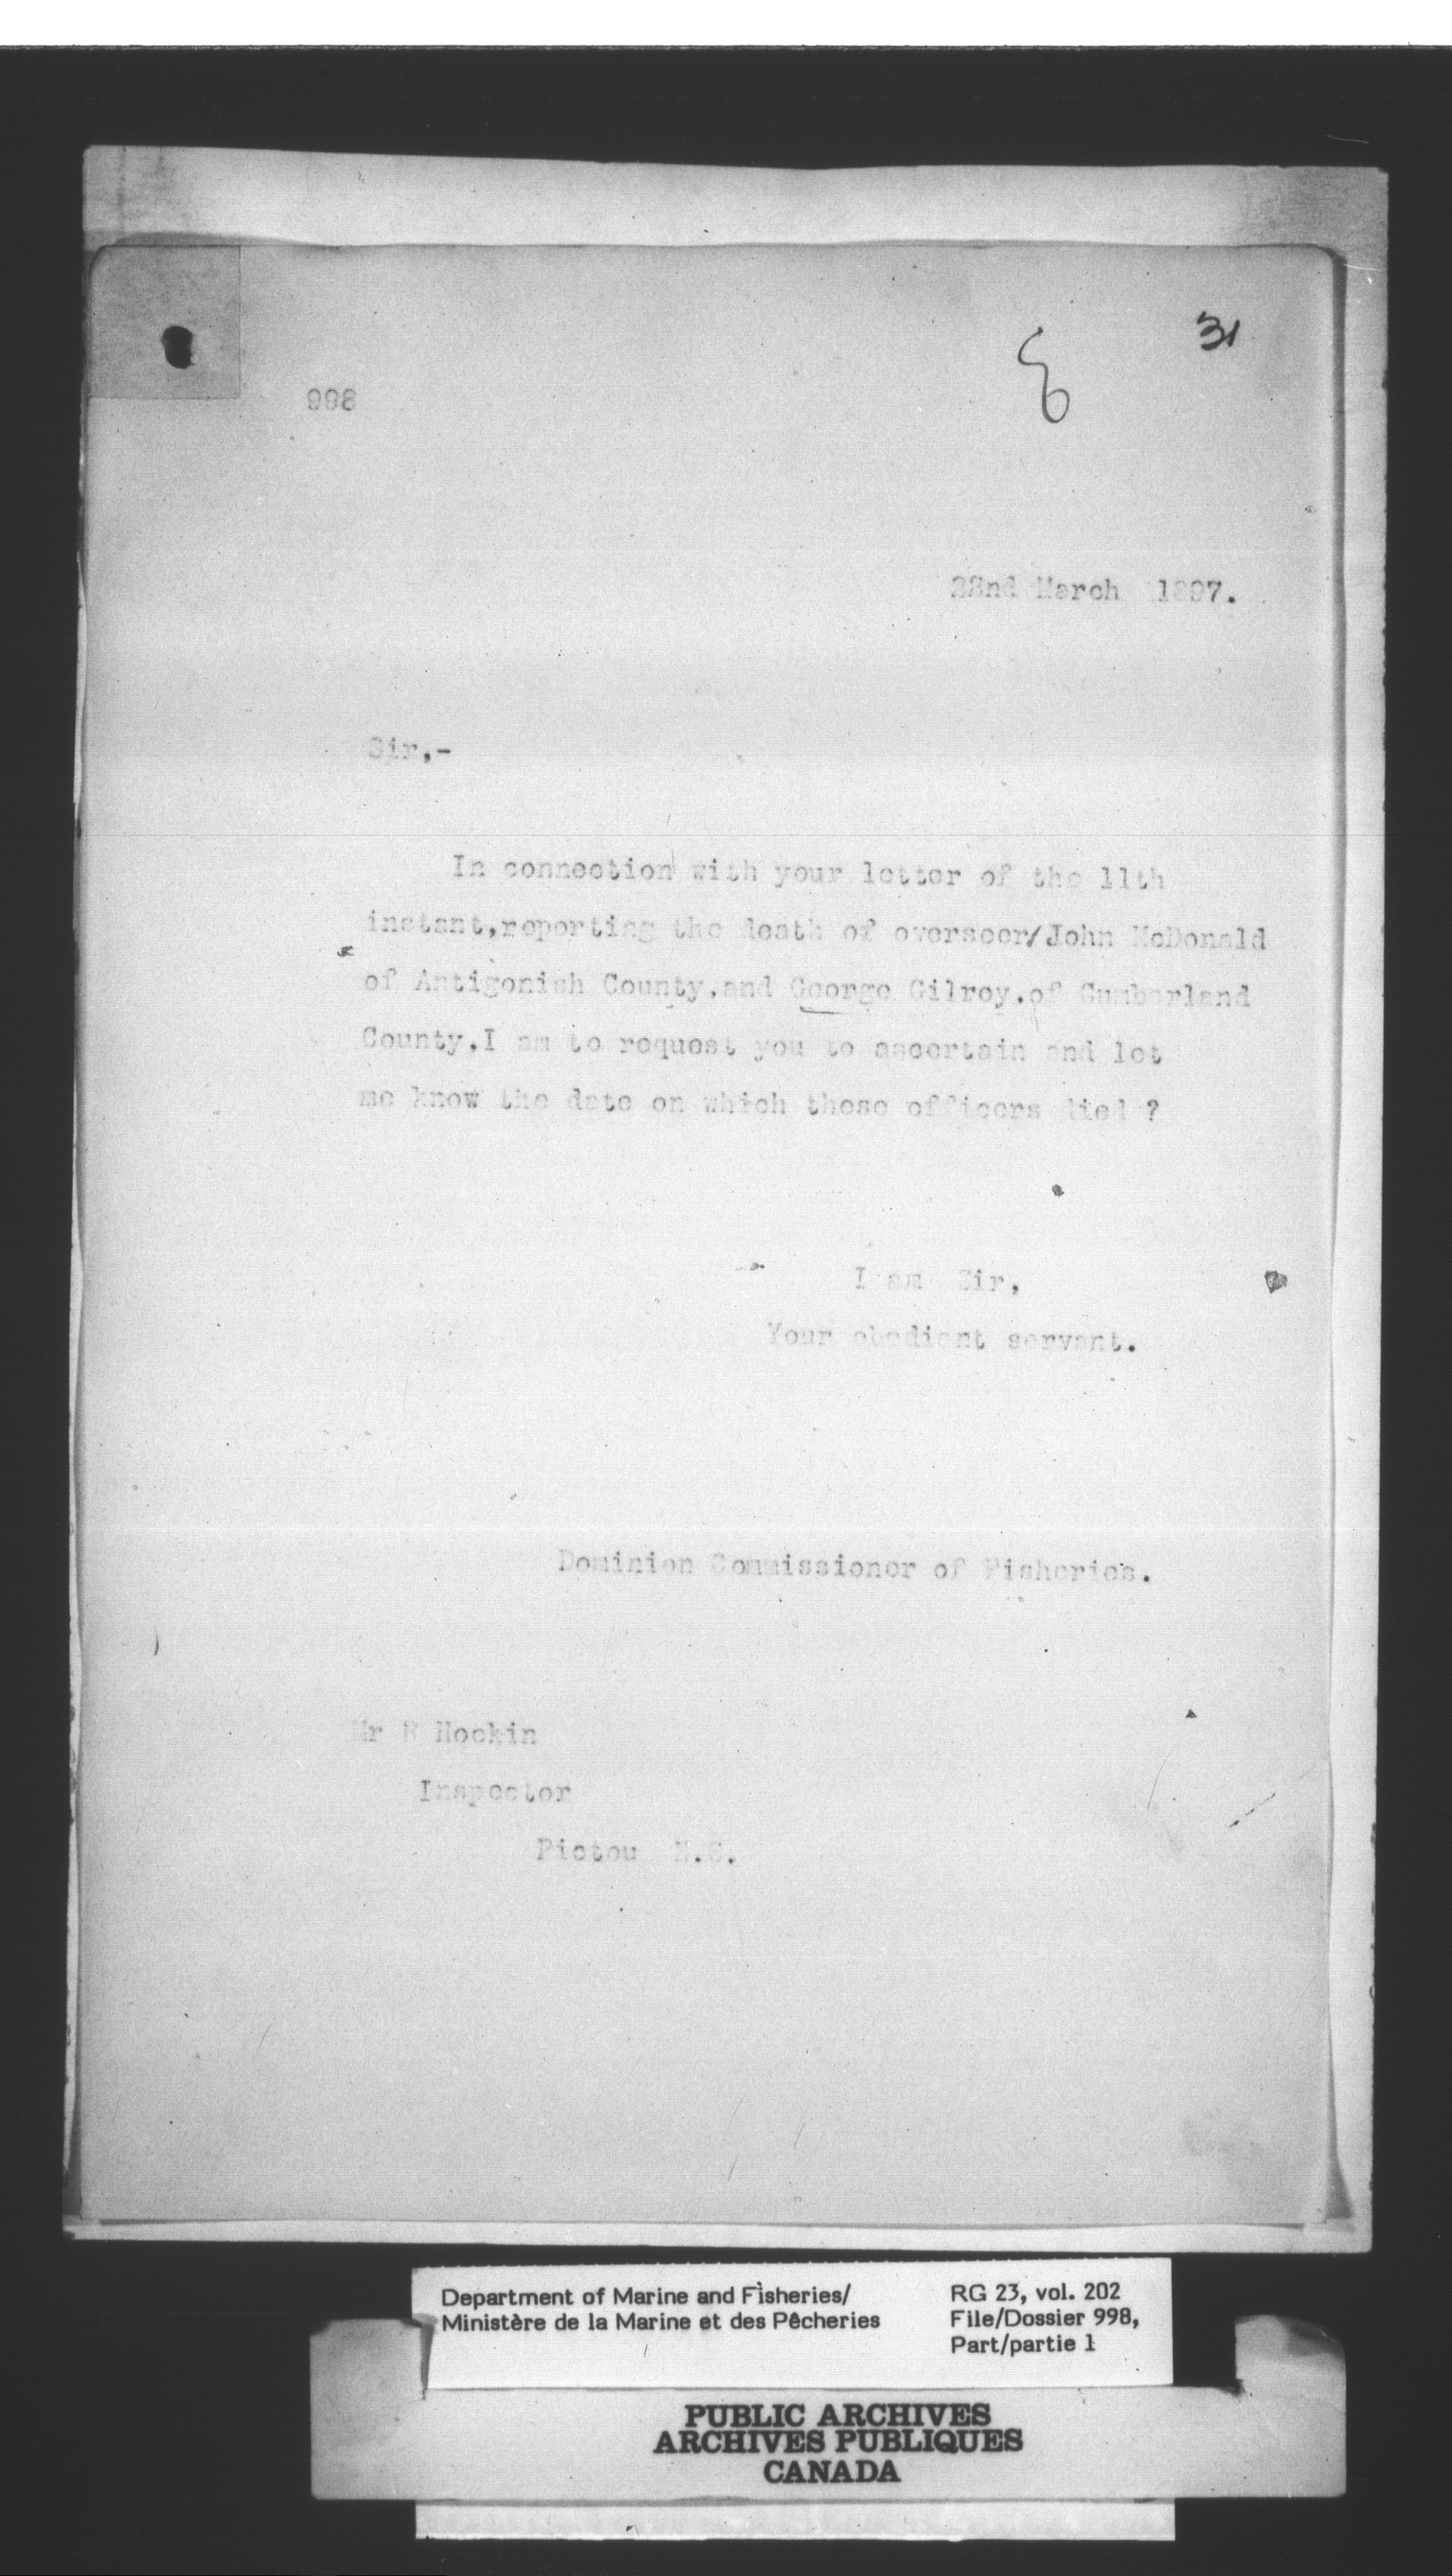 31
998
22nd March 1897.
Sir,-
In connection with your letter of the 11th
instant,reporting the death of overseer/John McDonald
of Antigonish County,and George Gilroy,of Cumberland
County,I am to request you to ascertain and let
me know the date on which these officers died ?
I am Sir,
Your obedient servant.
Dominion Commissioner of Fisheries.
Mr R Hockin
Inspector
Pictou N.S.
Department of Marine and Fisheries/
Ministère de la Marine et des Pêcheries
RG 23, vol. 202
File/Dossier 998,
Part/partie 1
PUBLIC ARCHIVES
ARCHIVES PUBLIQUES
CANADA